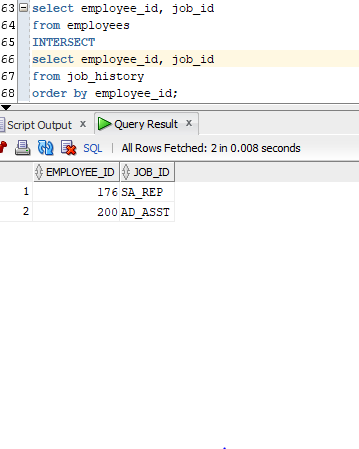 63 select employee_id, job_id
64 from employees
65 INTERSECT
66 select employee_id, job_id
67 from job_history
68 order by employee_id;
Script Output x Query Result x
SQL | All Rows Fetched: 2 in 0.008 seconds
EMPLOYEE_ID JOB_ID
1 176 SA_REP
2 200 AD_ASST